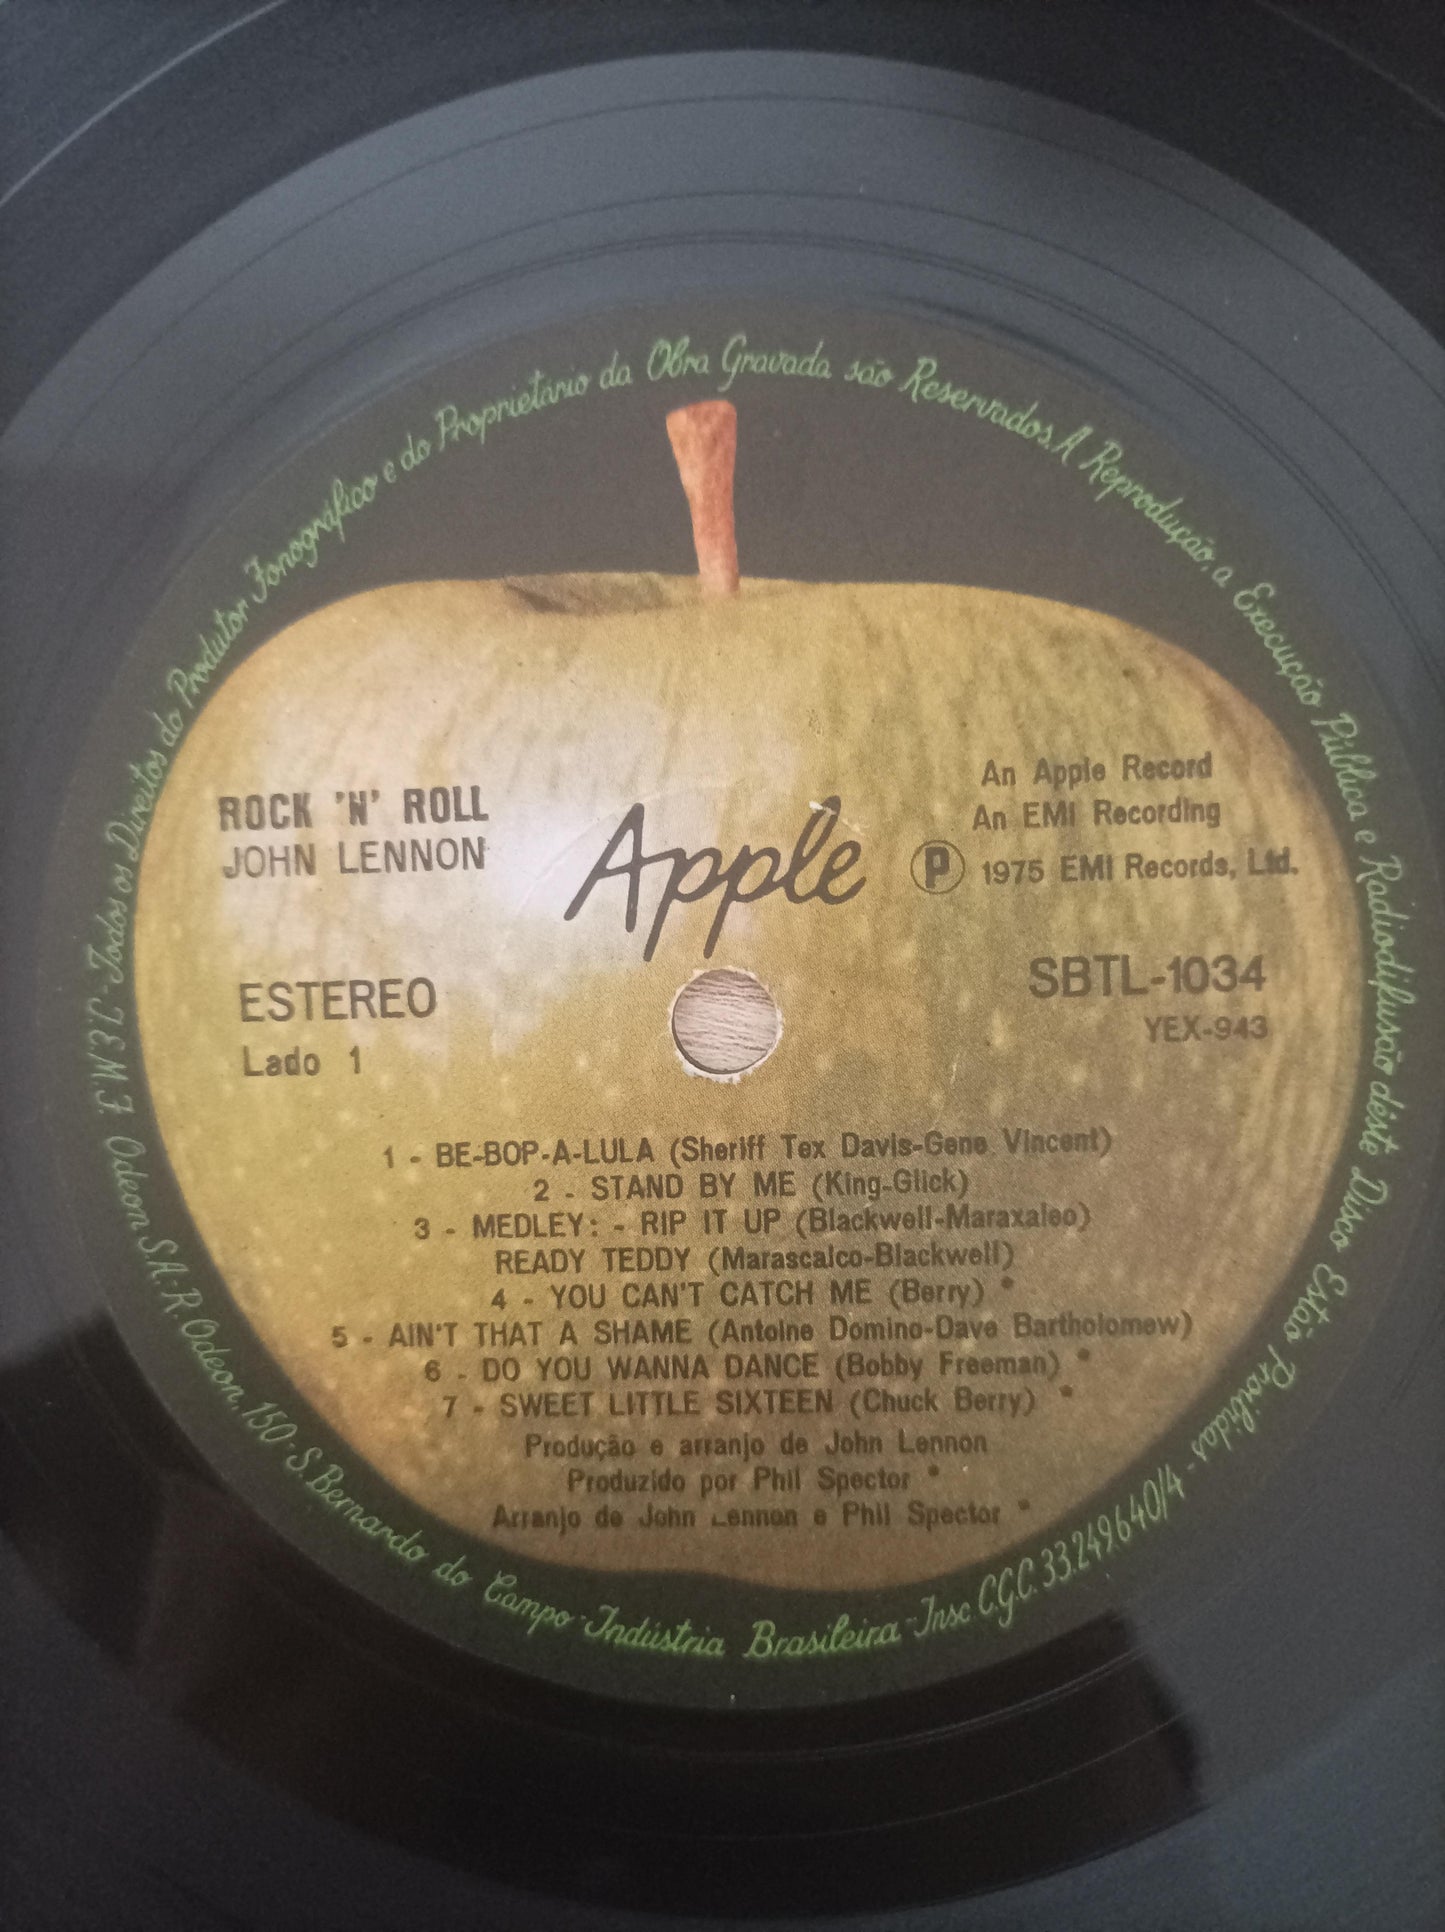 Todos os Direitos do Produtor Fonográfico e do Proprietário da Obra Gravada são Reservados. A Reprodução, a Execução Pública e Radiodifusão dêste Disco Estão Proibidas -
ROCK 'N' ROLL
JOHN LENNON
Apple
An Apple Record
An EMI Recording
Ⓟ 1975 EMI Records, Ltd.
ESTEREO
Lado 1
SBTL-1034
YEX-943
1 - BE-BOP-A-LULA (Sheriff Tex Davis-Gene Vincent)
2 - STAND BY ME (King-Glick)
3 - MEDLEY: - RIP IT UP (Blackwell-Maraxaleo)
READY TEDDY (Marascalco-Blackwell)
4 - YOU CAN'T CATCH ME (Berry) *
5 - AIN'T THAT A SHAME (Antoine Domino-Dave Bartholomew)
6 - DO YOU WANNA DANCE (Bobby Freeman) *
7 - SWEET LITTLE SIXTEEN (Chuck Berry) *
Produção e arranjo de John Lennon
Produzido por Phil Spector *
Arranjo de John Lennon e Phil Spector *
Odeon S.A. - R. Odeon, 150 - S. Bernardo do Campo - Indústria Brasileira - Insc. C.G.C. 33.249.640/4 -